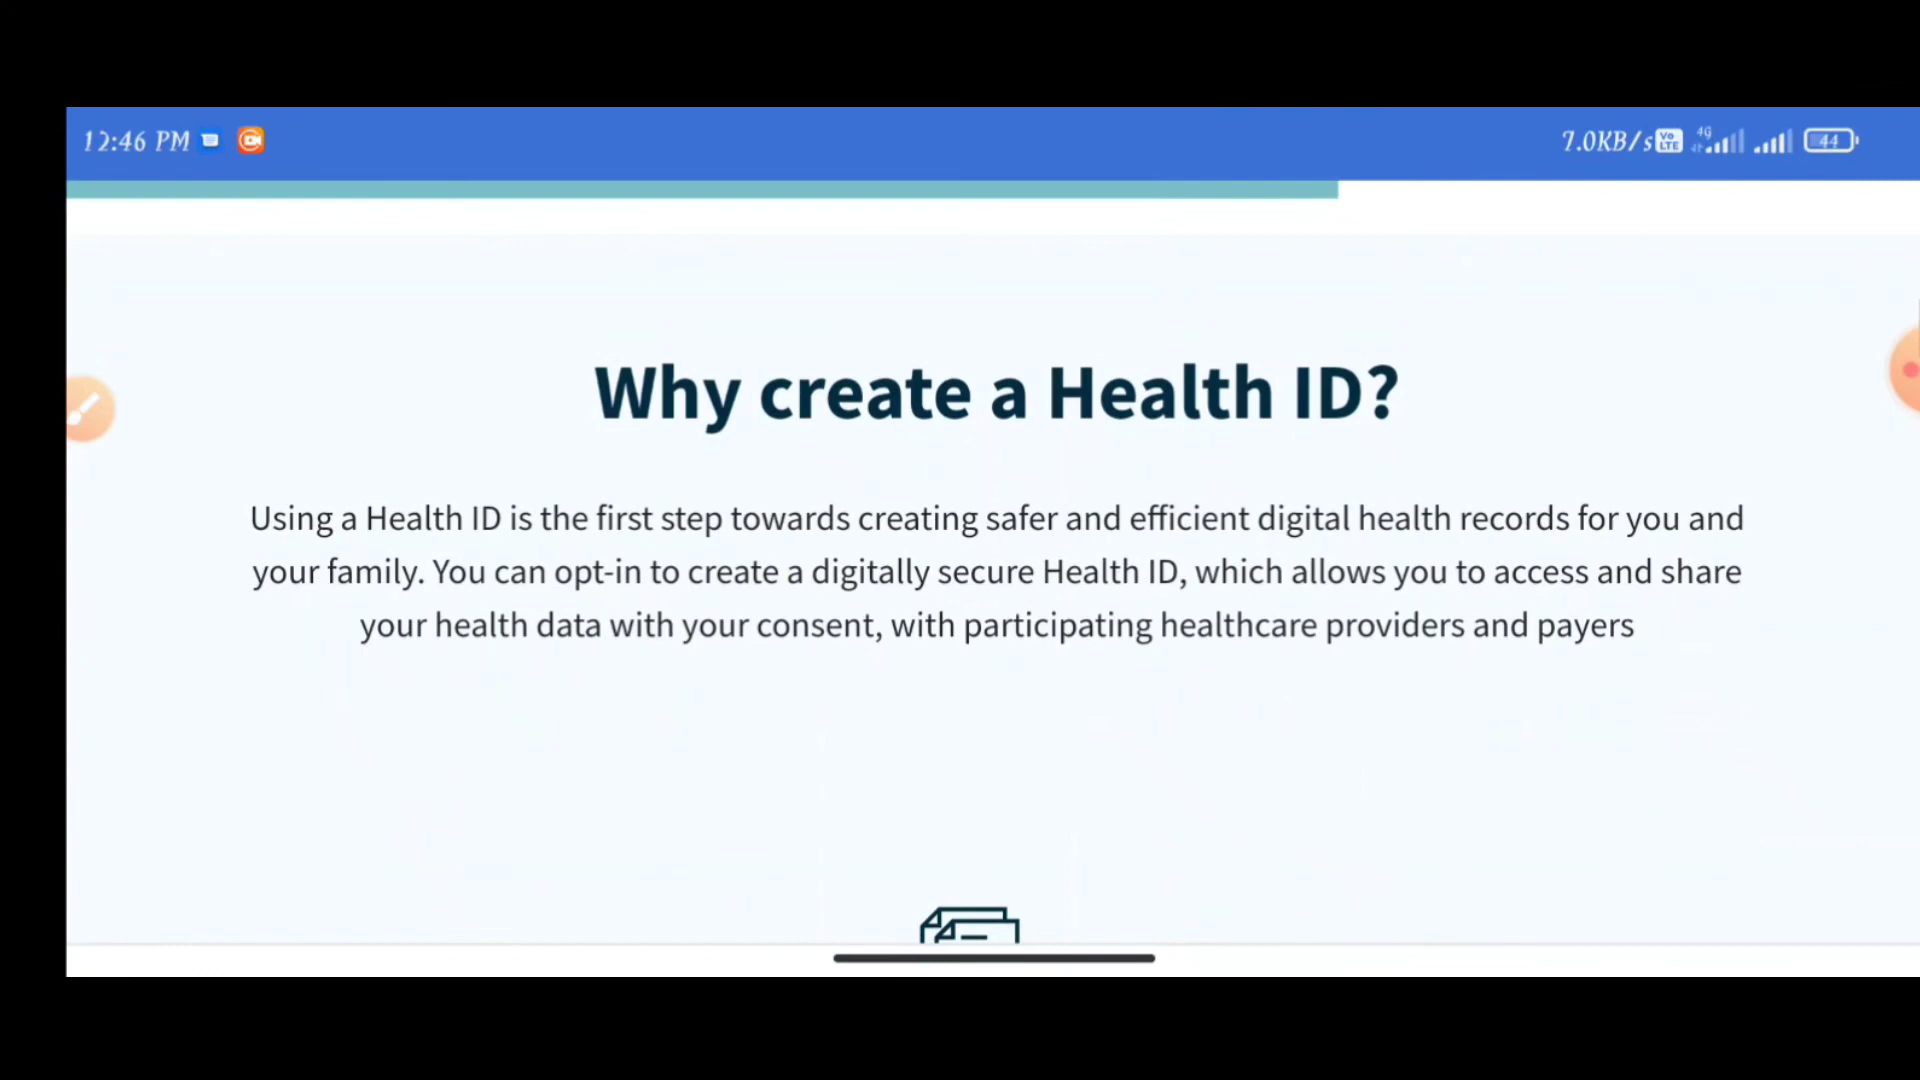 12:46 PM
7.0KB/s Vo LTE 4G 44
Why create a Health ID?
Using a Health ID is the first step towards creating safer and efficient digital health records for you and
your family. You can opt-in to create a digitally secure Health ID, which allows you to access and share
your health data with your consent, with participating healthcare providers and payers